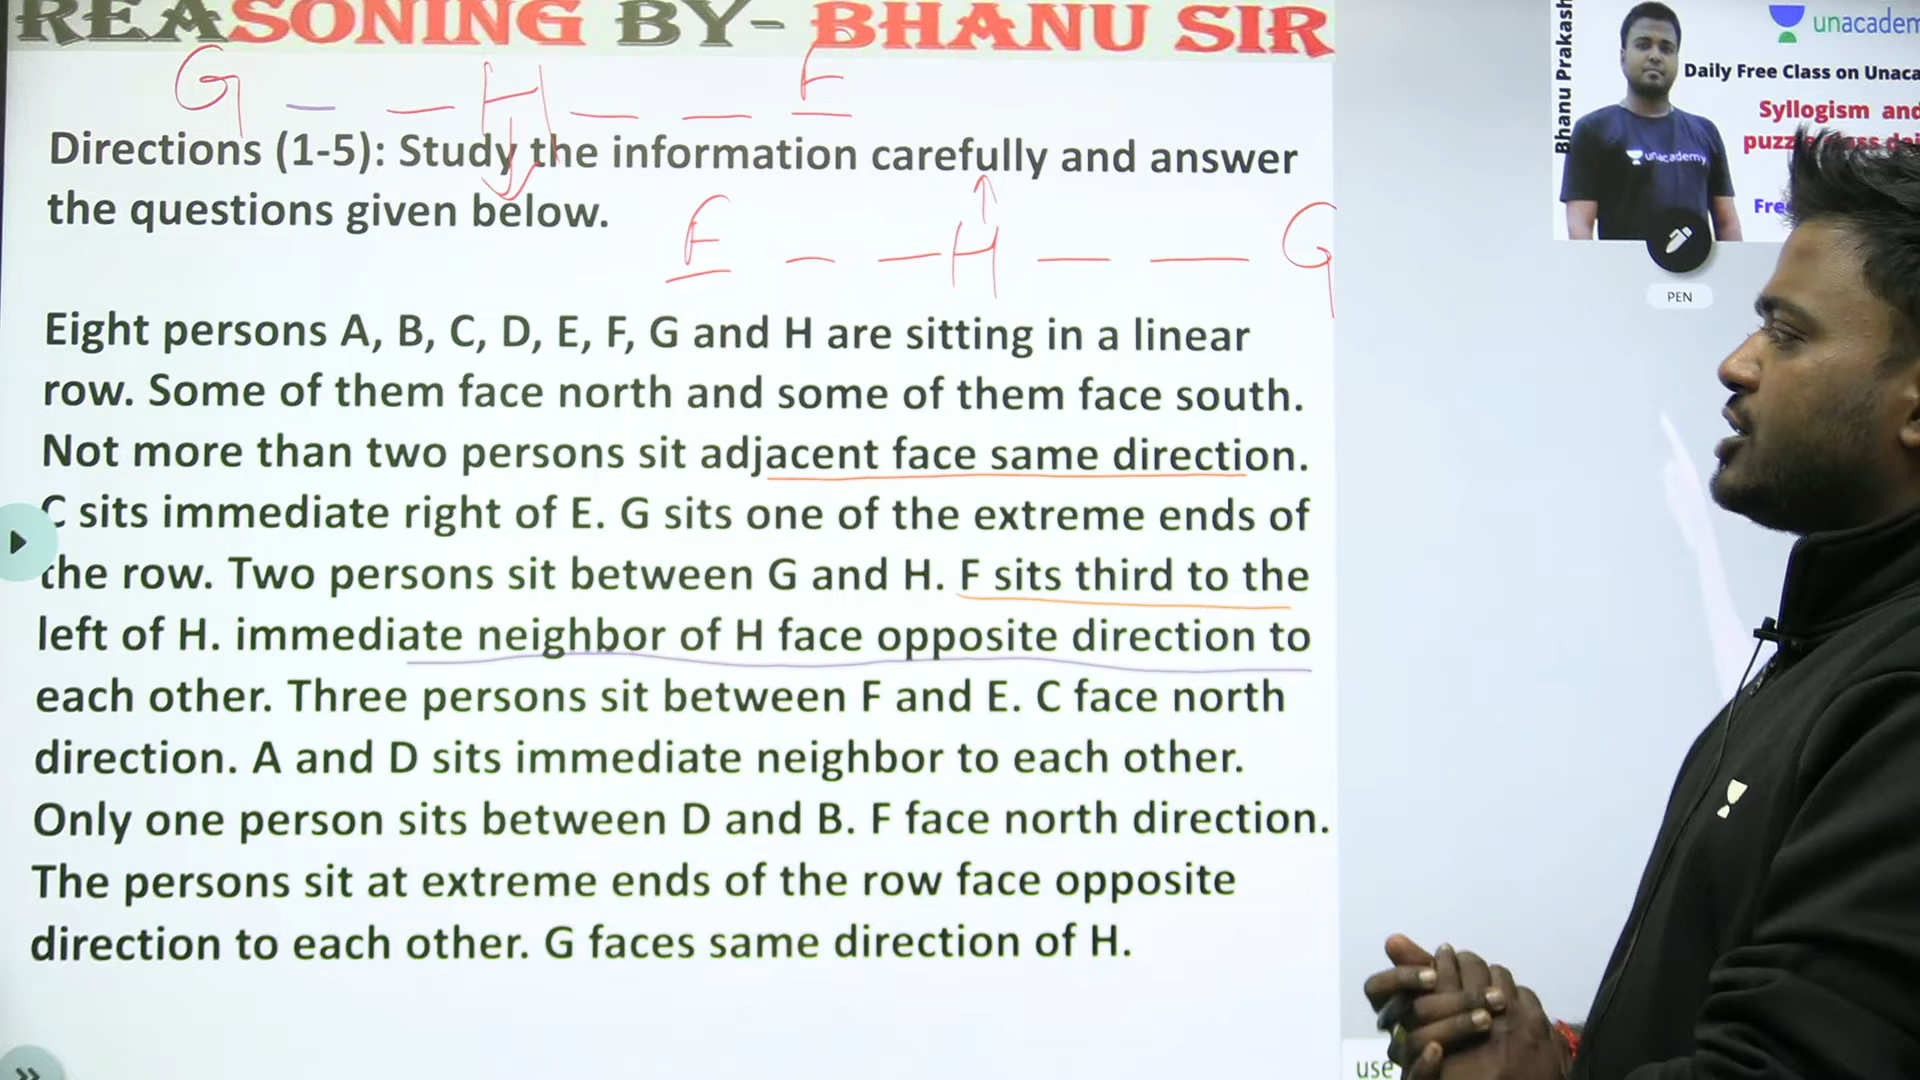 REASONING BY- BHANU SIR
G _ _ H _ _ F
Directions (1-5): Study the information carefully and answer
the questions given below.
F _ _ H _ _ G
Eight persons A, B, C, D, E, F, G and H are sitting in a linear
row. Some of them face north and some of them face south.
Not more than two persons sit adjacent face same direction.
C sits immediate right of E. G sits one of the extreme ends of
the row. Two persons sit between G and H. F sits third to the
left of H. immediate neighbor of H face opposite direction to
each other. Three persons sit between F and E. C face north
direction. A and D sits immediate neighbor to each other.
Only one person sits between D and B. F face north direction.
The persons sit at extreme ends of the row face opposite
direction to each other. G faces same direction of H.
Bhanu Prakash
unacadem
Daily Free Class on Unaca
Syllogism and
unacademy
PEN
use